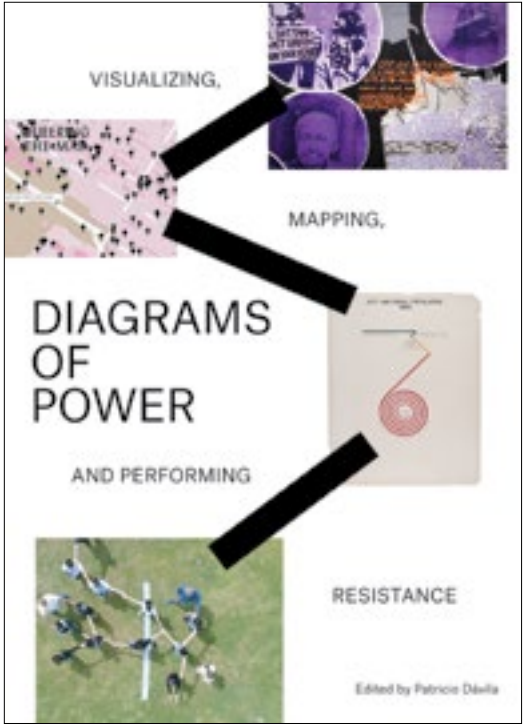 VISUALIZING,
MAPPING,
DIAGRAMS
OF
POWER
AND PERFORMING
RESISTANCE
Edited by Patricio Dávila